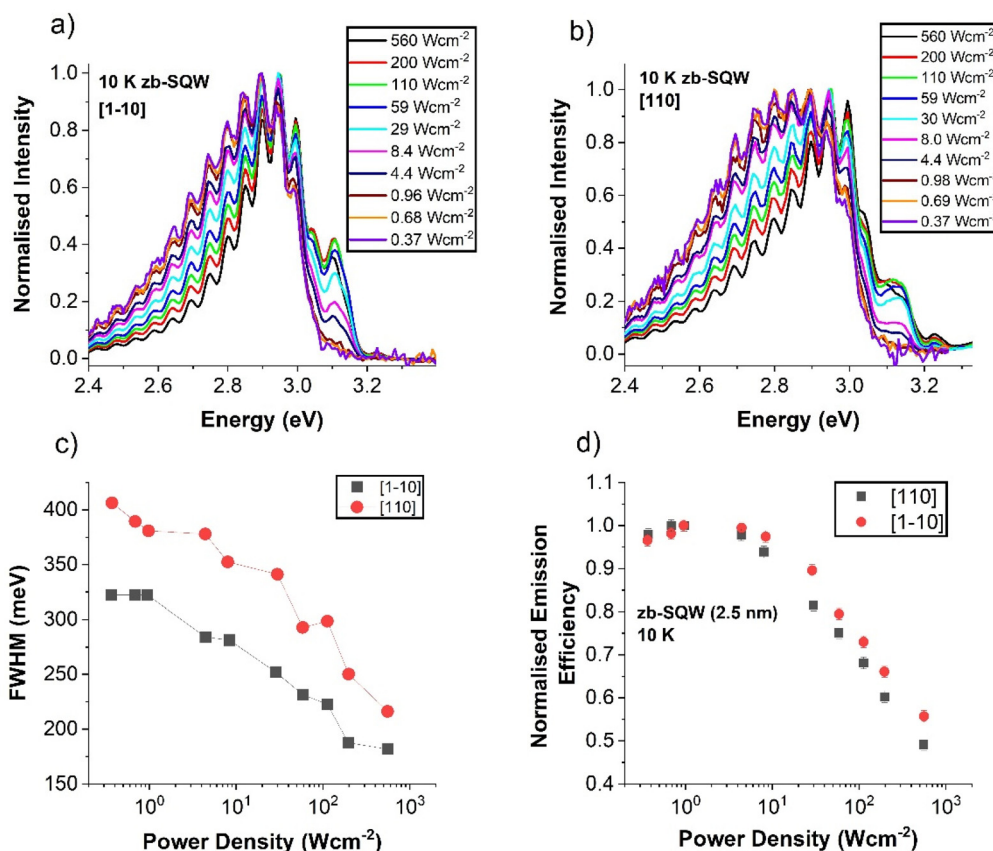 a)
10 K zb-SQW
[1-10]
560 Wcm-2
200 Wcm-2
110 Wcm-2
59 Wcm-2
29 Wcm-2
8.4 Wcm-2
4.4 Wcm-2
0.96 Wcm-2
0.68 Wcm-2
0.37 Wcm-2
Normalised Intensity
1.0
0.8
0.6
0.4
0.2
0.0
2.4 2.6 2.8 3.0 3.2
Energy (eV)
b)
10 K zb-SQW
[110]
560 Wcm-2
200 Wcm-2
110 Wcm-2
59 Wcm-2
30 Wcm-2
8.0 Wcm-2
4.4 Wcm-2
0.98 Wcm-2
0.69 Wcm-2
0.37 Wcm-2
Normalised Intensity
1.0
0.8
0.6
0.4
0.2
0.0
2.4 2.6 2.8 3.0 3.2
Energy (eV)
c)
[1-10]
[110]
FWHM (meV)
400
350
300
250
200
150
10^0 10^1 10^2 10^3
Power Density (Wcm-2)
d)
[110]
[1-10]
zb-SQW (2.5 nm)
10 K
Normalised Emission
Efficiency
1.1
1.0
0.9
0.8
0.7
0.6
0.5
0.4
10^0 10^1 10^2 10^3
Power Density (Wcm-2)